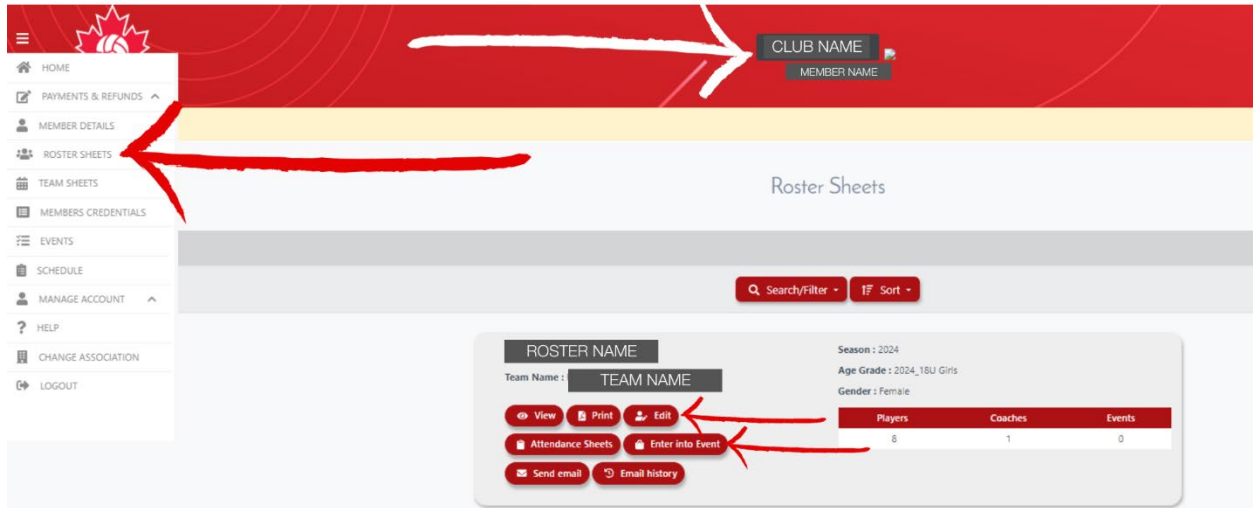 CLUB NAME
MEMBER NAME
HOME
PAYMENTS & REFUNDS
MEMBER DETAILS
ROSTER SHEETS
TEAM SHEETS
MEMBERS CREDENTIALS
EVENTS
SCHEDULE
MANAGE ACCOUNT
? HELP
CHANGE ASSOCIATION
LOGOUT
Roster Sheets
Search/Filter
Sort
ROSTER NAME
Team Name :
TEAM NAME
View
Print
Edit
Attendance Sheets
Enter into Event
Send email
Email history
Season : 2024
Age Grade : 2024_18U Girls
Gender : Female
Players Coaches Events
8 1 0